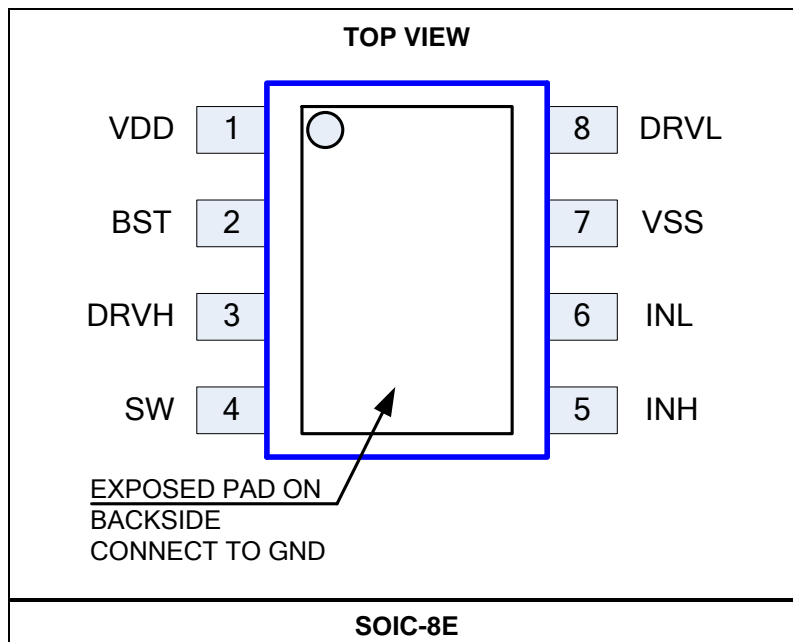 TOP VIEW
VDD 1 8 DRVL
BST 2 7 VSS
DRVH 3 6 INL
SW 4 5 INH
EXPOSED PAD ON
BACKSIDE
CONNECT TO GND
SOIC-8E